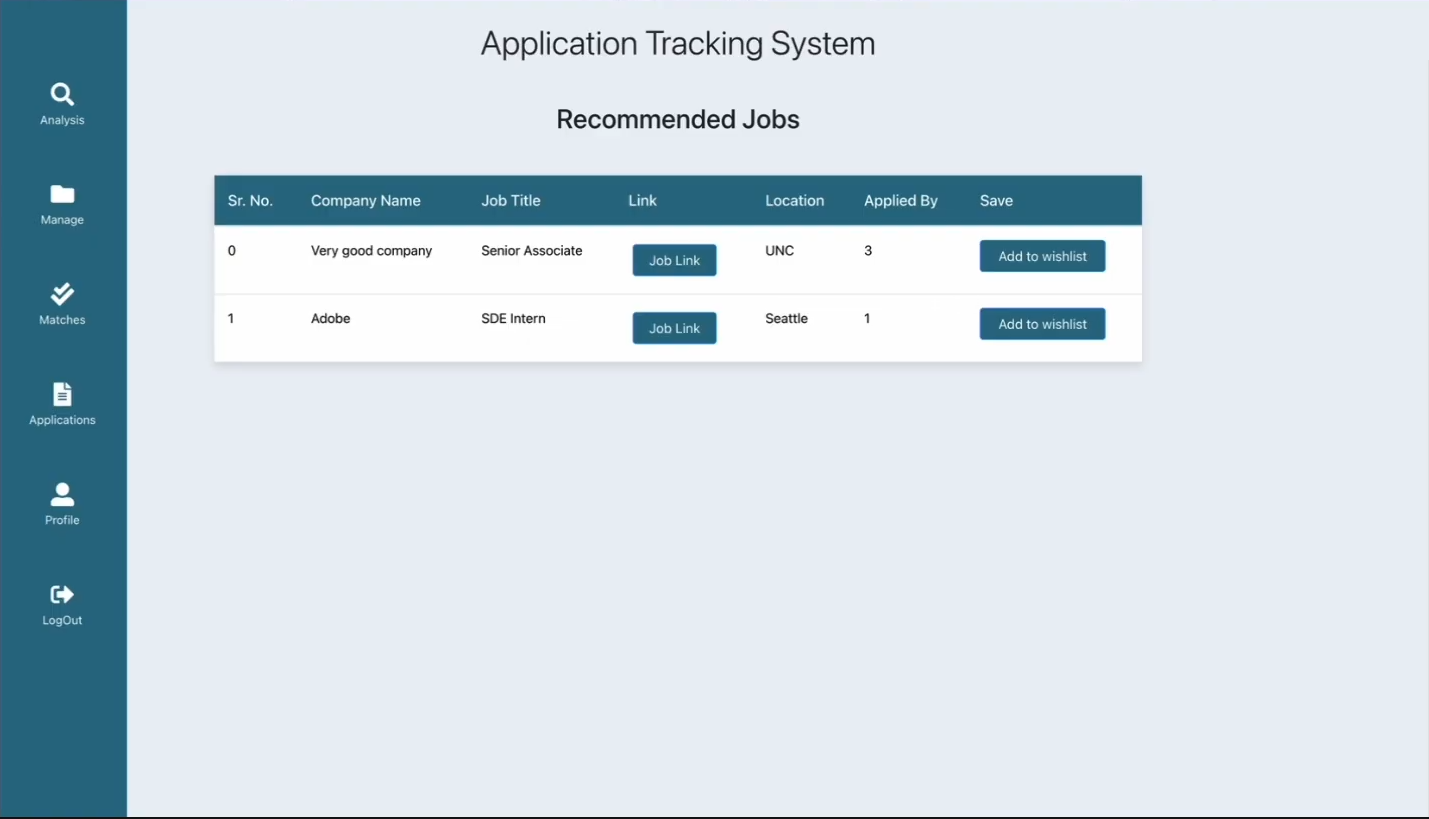 Application Tracking System
Recommended Jobs
Analysis
Manage
Matches
Applications
Profile
LogOut
Sr. No. Company Name Job Title Link Location Applied By Save
0 Very good company Senior Associate Job Link UNC 3 Add to wishlist
1 Adobe SDE Intern Job Link Seattle 1 Add to wishlist